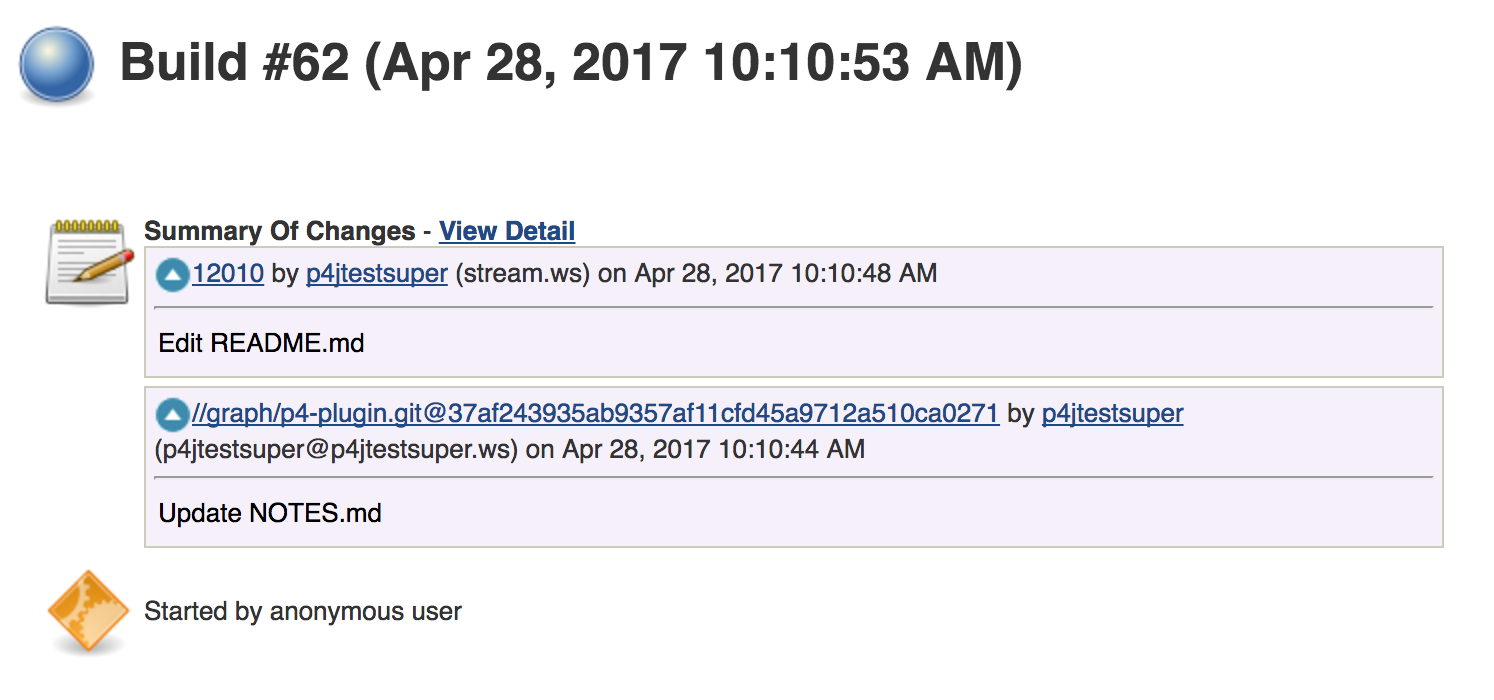 Build #62 (Apr 28, 2017 10:10:53 AM)
Summary Of Changes - View Detail
12010 by p4jtestsuper (stream.ws) on Apr 28, 2017 10:10:48 AM
Edit README.md
//graph/p4-plugin.git@37af243935ab9357af11cfd45a9712a510ca0271 by p4jtestsuper
(p4jtestsuper@p4jtestsuper.ws) on Apr 28, 2017 10:10:44 AM
Update NOTES.md
Started by anonymous user